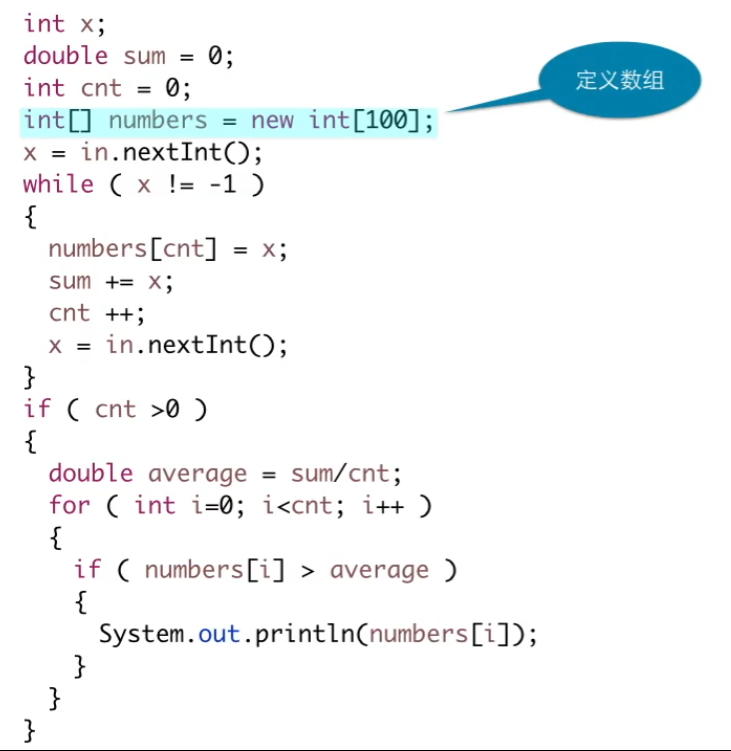 int x;
double sum = 0;
int cnt = 0;
定义数组
int[] numbers = new int[100];
x = in.nextInt();
while ( x != -1 )
{
  numbers[cnt] = x;
  sum += x;
  cnt ++;
  x = in.nextInt();
}
if ( cnt >0 )
{
  double average = sum/cnt;
  for ( int i=0; i<cnt; i++ )
  {
    if ( numbers[i] > average )
    {
      System.out.println(numbers[i]);
    }
  }
}